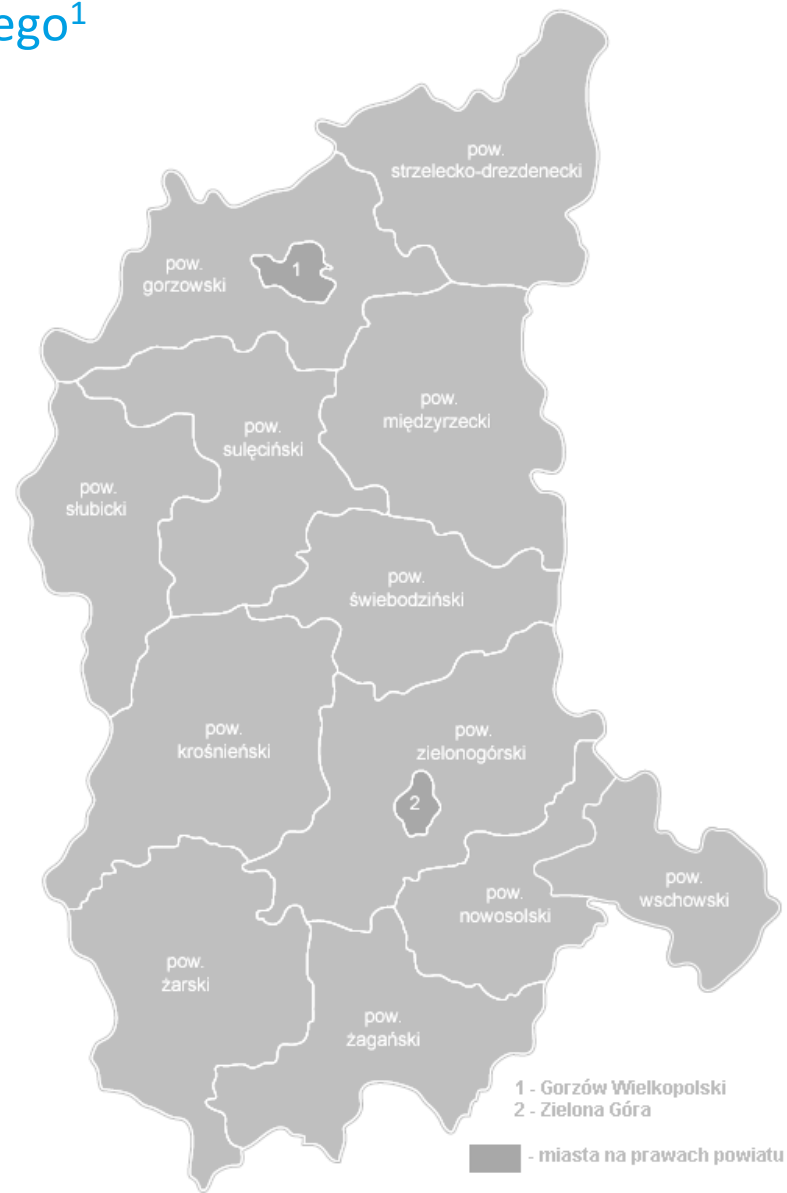 ego¹
pow.
strzelecko-drezdenecki
pow.
gorzowski
1
pow.
międzyrzecki
pow.
sulęciński
pow.
słubicki
pow.
świebodziński
pow.
krośnieński
pow.
zielonogórski
2
pow.
wschowski
pow.
nowosolski
pow.
żarski
pow.
żagański
1 - Gorzów Wielkopolski
2 - Zielona Góra
- miasta na prawach powiatu